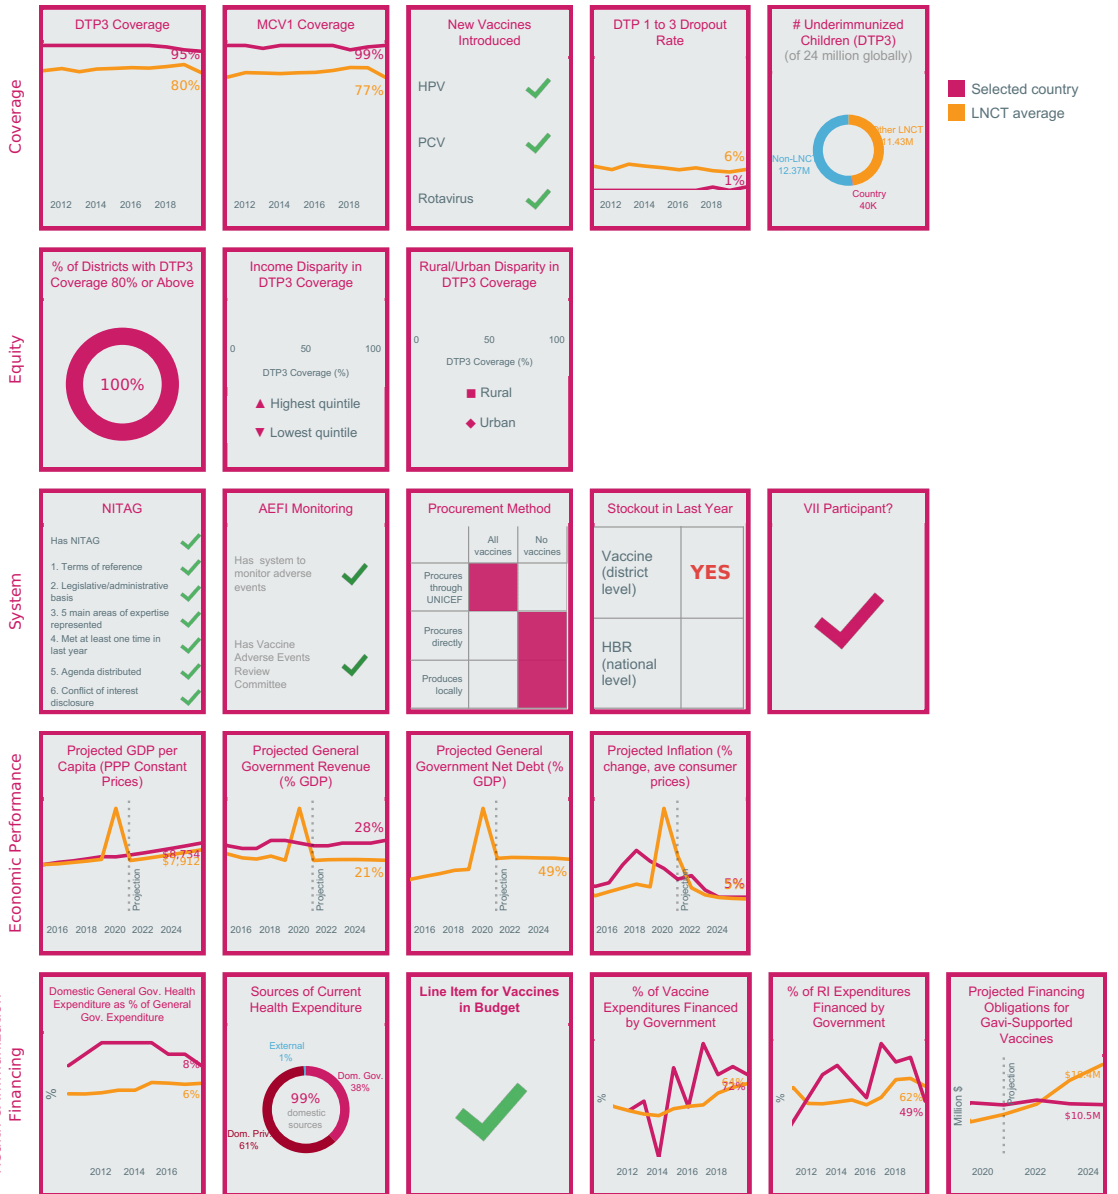 Coverage
DTP3 Coverage
95%
80%
2012 2014 2016 2018
MCV1 Coverage
99%
77%
2012 2014 2016 2018
New Vaccines
Introduced
HPV
PCV
Rotavirus
DTP 1 to 3 Dropout
Rate
6%
1%
2012 2014 2016 2018
# Underimmunized
Children (DTP3)
(of 24 million globally)
Other LNCT
11.43M
Non-LNCT
12.37M
Country
40K
Selected country
LNCT average
Equity
% of Districts with DTP3
Coverage 80% or Above
100%
Income Disparity in
DTP3 Coverage
0 50 100
DTP3 Coverage (%)
Highest quintile
Lowest quintile
Rural/Urban Disparity in
DTP3 Coverage
0 50 100
DTP3 Coverage (%)
Rural
Urban
System
NITAG
Has NITAG
1. Terms of reference
2. Legislative/administrative
basis
3. 5 main areas of expertise
represented
4. Met at least one time in
last year
5. Agenda distributed
6. Conflict of interest
disclosure
AEFI Monitoring
Has system to
monitor adverse
events
Has Vaccine
Adverse Events
Review
Committee
Procurement Method
All
vaccines
No
vaccines
Procures
through
UNICEF
Procures
directly
Produces
locally
Stockout in Last Year
Vaccine
(district
level)
YES
HBR
(national
level)
VII Participant?
Economic Performance
Projected GDP per
Capita (PPP Constant
Prices)
$8,734
$7,912
Projection
2016 2018 2020 2022 2024
Projected General
Government Revenue
(% GDP)
28%
21%
Projection
2016 2018 2020 2022 2024
Projected General
Government Net Debt (%
GDP)
49%
Projection
2016 2018 2020 2022 2024
Projected Inflation (%
change, ave consumer
prices)
5%
Projection
2016 2018 2020 2022 2024
Financing
Domestic General Gov. Health
Expenditure as % of General
Gov. Expenditure
%
8%
6%
2012 2014 2016
Sources of Current
Health Expenditure
External
1%
Dom. Gov.
38%
99%
domestic
sources
Dom. Priv.
61%
Line Item for Vaccines
in Budget
% of Vaccine
Expenditures Financed
by Government
%
64%
72%
2012 2014 2016 2018
% of RI Expenditures
Financed by
Government
%
62%
49%
2012 2014 2016 2018
Projected Financing
Obligations for
Gavi-Supported
Vaccines
Million $
Projection
$10.5M
2020 2022 2024